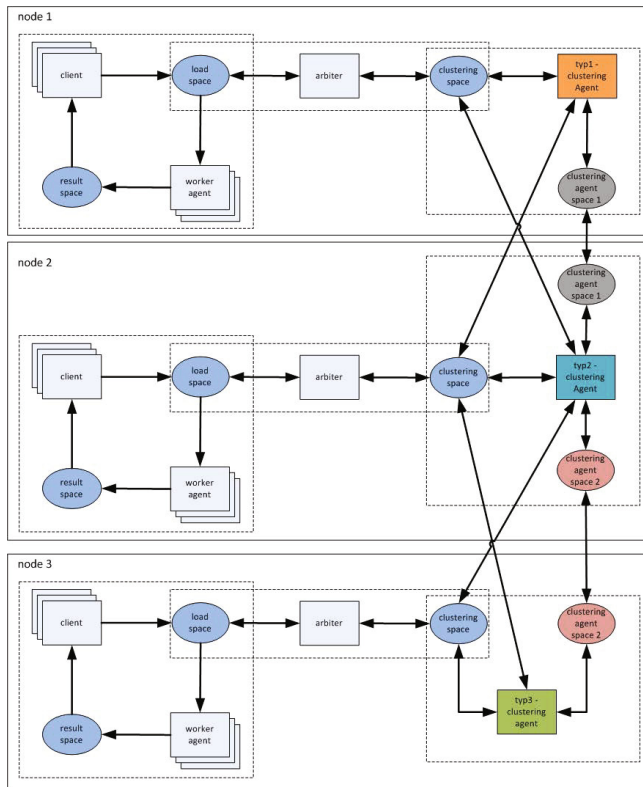 node 1
client
load
space
arbiter
clustering
space
typ1 -
clustering
Agent
result
space
worker
agent
clustering
agent
space 1
node 2
clustering
agent
space 1
client
load
space
arbiter
clustering
space
typ2 -
clustering
Agent
result
space
worker
agent
clustering
agent
space 2
node 3
client
load
space
arbiter
clustering
space
clustering
agent
space 2
result
space
worker
agent
typ3 -
clustering
agent